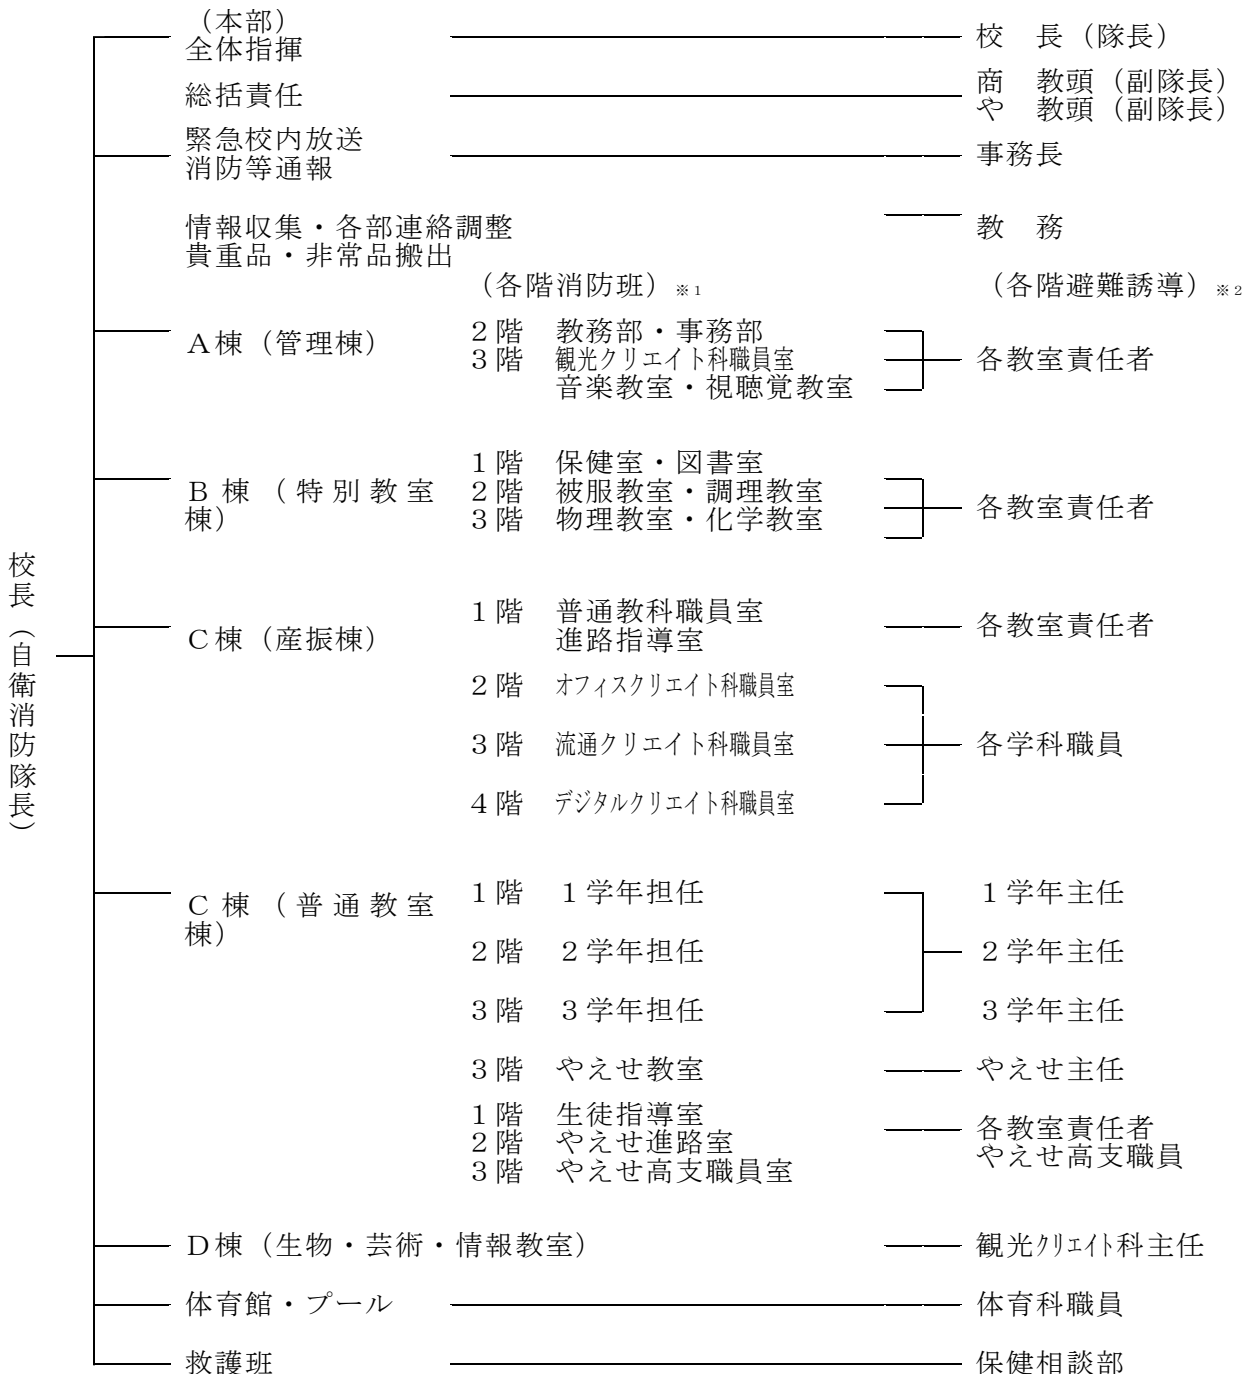 (本部)
全体指揮 校 長(隊長)
総括責任 商 教頭(副隊長)
や 教頭(副隊長)
緊急校内放送
消防等通報 事務長
情報収集・各部連絡調整 教 務
貴重品・非常品搬出
(各階消防班)※1 (各階避難誘導)※2
A棟(管理棟) 2階 教務部・事務部
3階 観光クリエイト科職員室 各教室責任者
音楽教室・視聴覚教室
B棟(特別教室棟) 1階 保健室・図書室
2階 被服教室・調理教室 各教室責任者
3階 物理教室・化学教室
校長(自衛消防隊長)
C棟(産振棟) 1階 普通教科職員室 各教室責任者
進路指導室
2階 オフィスクリエイト科職員室
3階 流通クリエイト科職員室 各学科職員
4階 デジタルクリエイト科職員室
C棟(普通教室棟) 1階 1学年担任 1学年主任
2階 2学年担任 2学年主任
3階 3学年担任 3学年主任
3階 やえせ教室 やえせ主任
1階 生徒指導室 各教室責任者
2階 やえせ進路室 やえせ高支職員
3階 やえせ高支職員室
D棟(生物・芸術・情報教室) 観光クリエイト科主任
体育館・プール 体育科職員
救護班 保健相談部